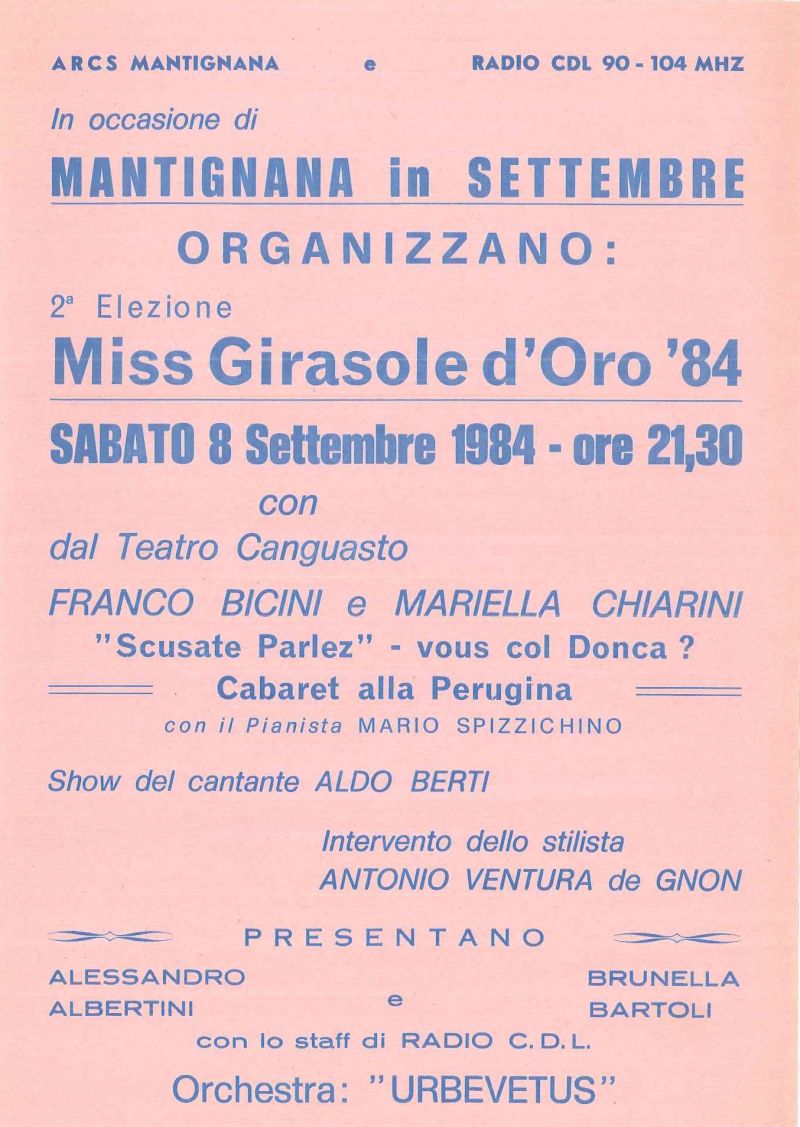 ARCS MANTIGNANA e RADIO CDL 90 - 104 MHZ
In occasione di
MANTIGNANA in SETTEMBRE
ORGANIZZANO:
2ª Elezione
Miss Girasole d'Oro '84
SABATO 8 Settembre 1984 - ore 21,30
con
dal Teatro Canguasto
FRANCO BICINI e MARIELLA CHIARINI
"Scusate Parlez" - vous col Donca ?
Cabaret alla Perugina
con il Pianista MARIO SPIZZICHINO
Show del cantante ALDO BERTI
Intervento dello stilista
ANTONIO VENTURA de GNON
PRESENTANO
ALESSANDRO ALBERTINI
e
BRUNELLA BARTOLI
con lo staff di RADIO C.D.L.
Orchestra: "URBEVETUS"